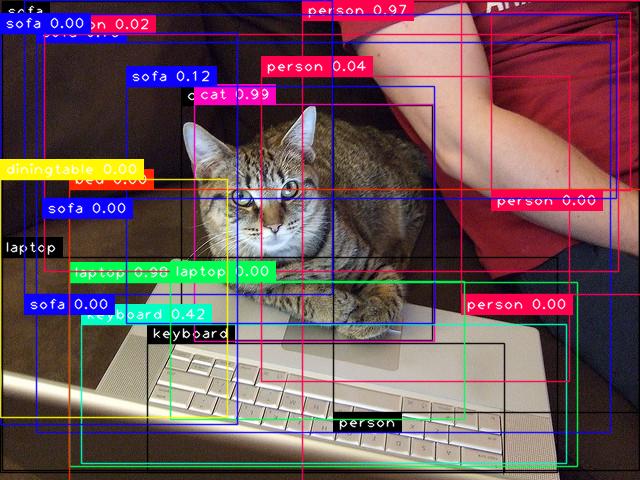 sofa
person 0.97
sofa 0.00
on 0.02
person 0.04
sofa 0.12
cat 0.99
diningtable 0.00
bed 0.00
person 0.00
sofa 0.00
laptop
laptop 0.98
laptop 0.00
sofa 0.00
person 0.00
keyboard 0.42
keyboard
person